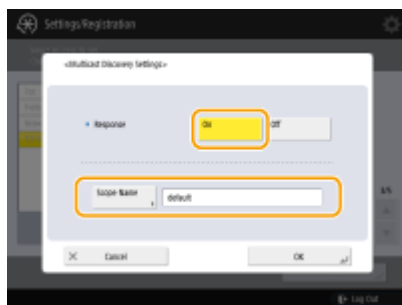 Settings/Registration
<Multicast Discovery Settings>
Response
On
Off
Scope Name
default
Cancel
OK
Log Out